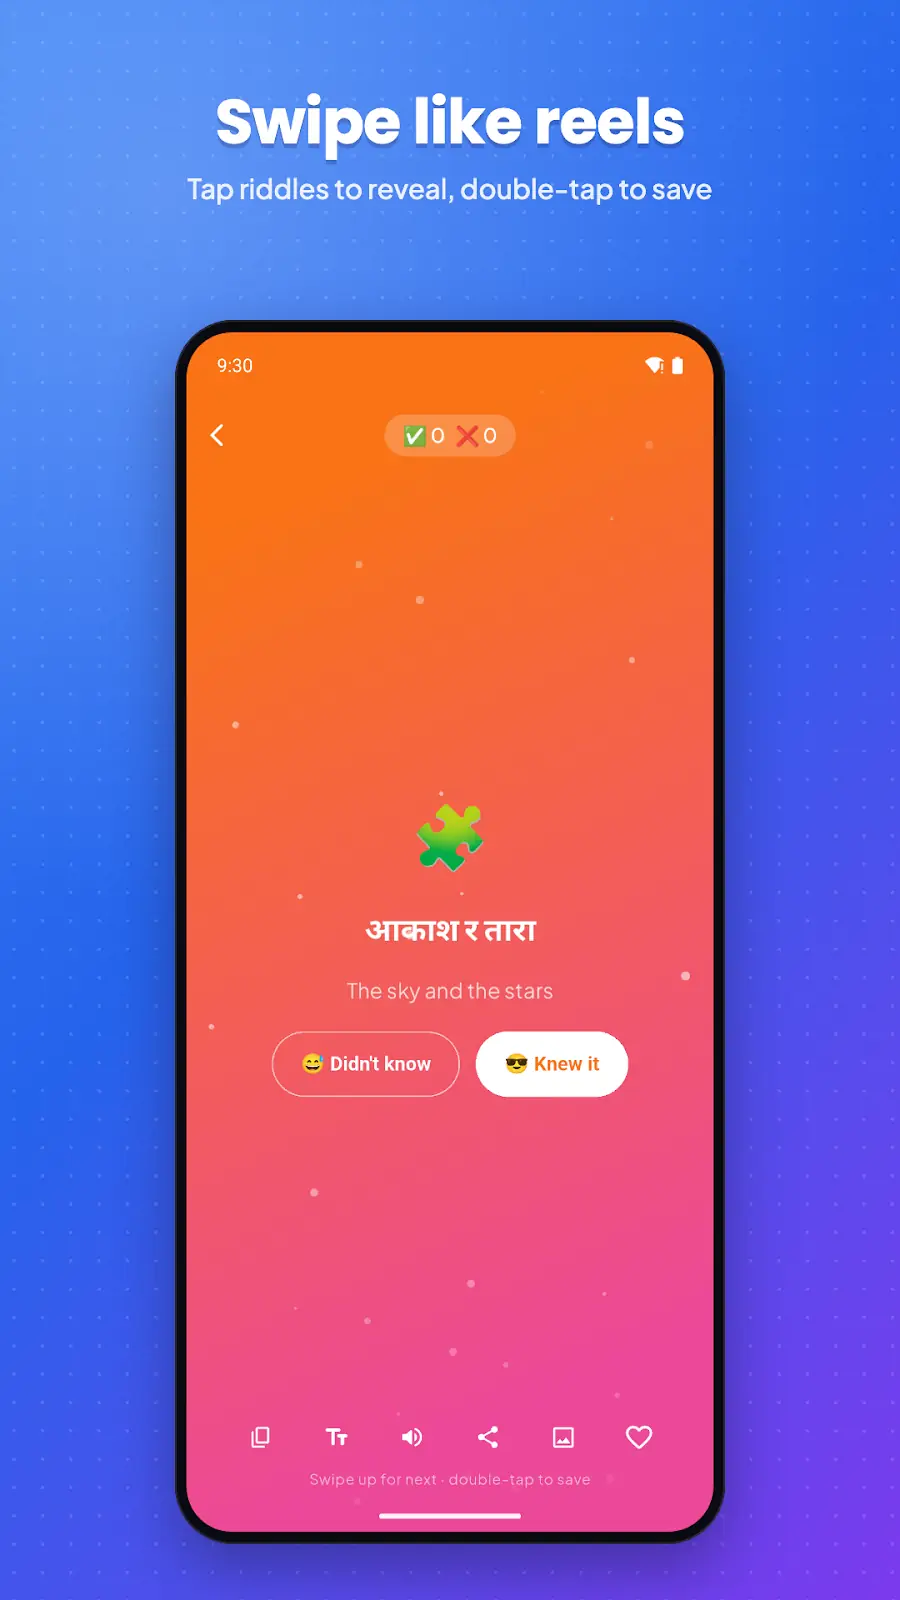 Swipe like reels
Tap riddles to reveal, double-tap to save
9:30
✅ 0 ❌ 0
आकाश र तारा
The sky and the stars
😅 Didn't know 😎 Knew it
Swipe up for next · double-tap to save